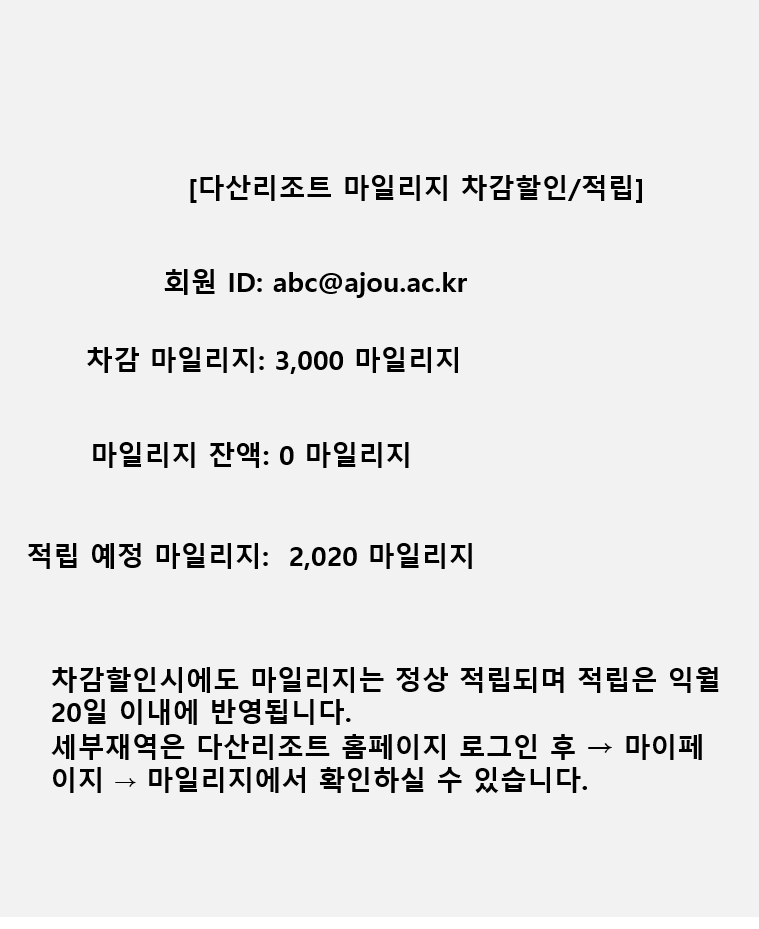 [다산리조트 마일리지 차감할인/적립]
회원 ID: abc@ajou.ac.kr
차감 마일리지: 3,000 마일리지
마일리지 잔액: 0 마일리지
적립 예정 마일리지: 2,020 마일리지
차감할인시에도 마일리지는 정상 적립되며 적립은 익월
20일 이내에 반영됩니다.
세부재역은 다산리조트 홈페이지 로그인 후 → 마이페
이지 → 마일리지에서 확인하실 수 있습니다.